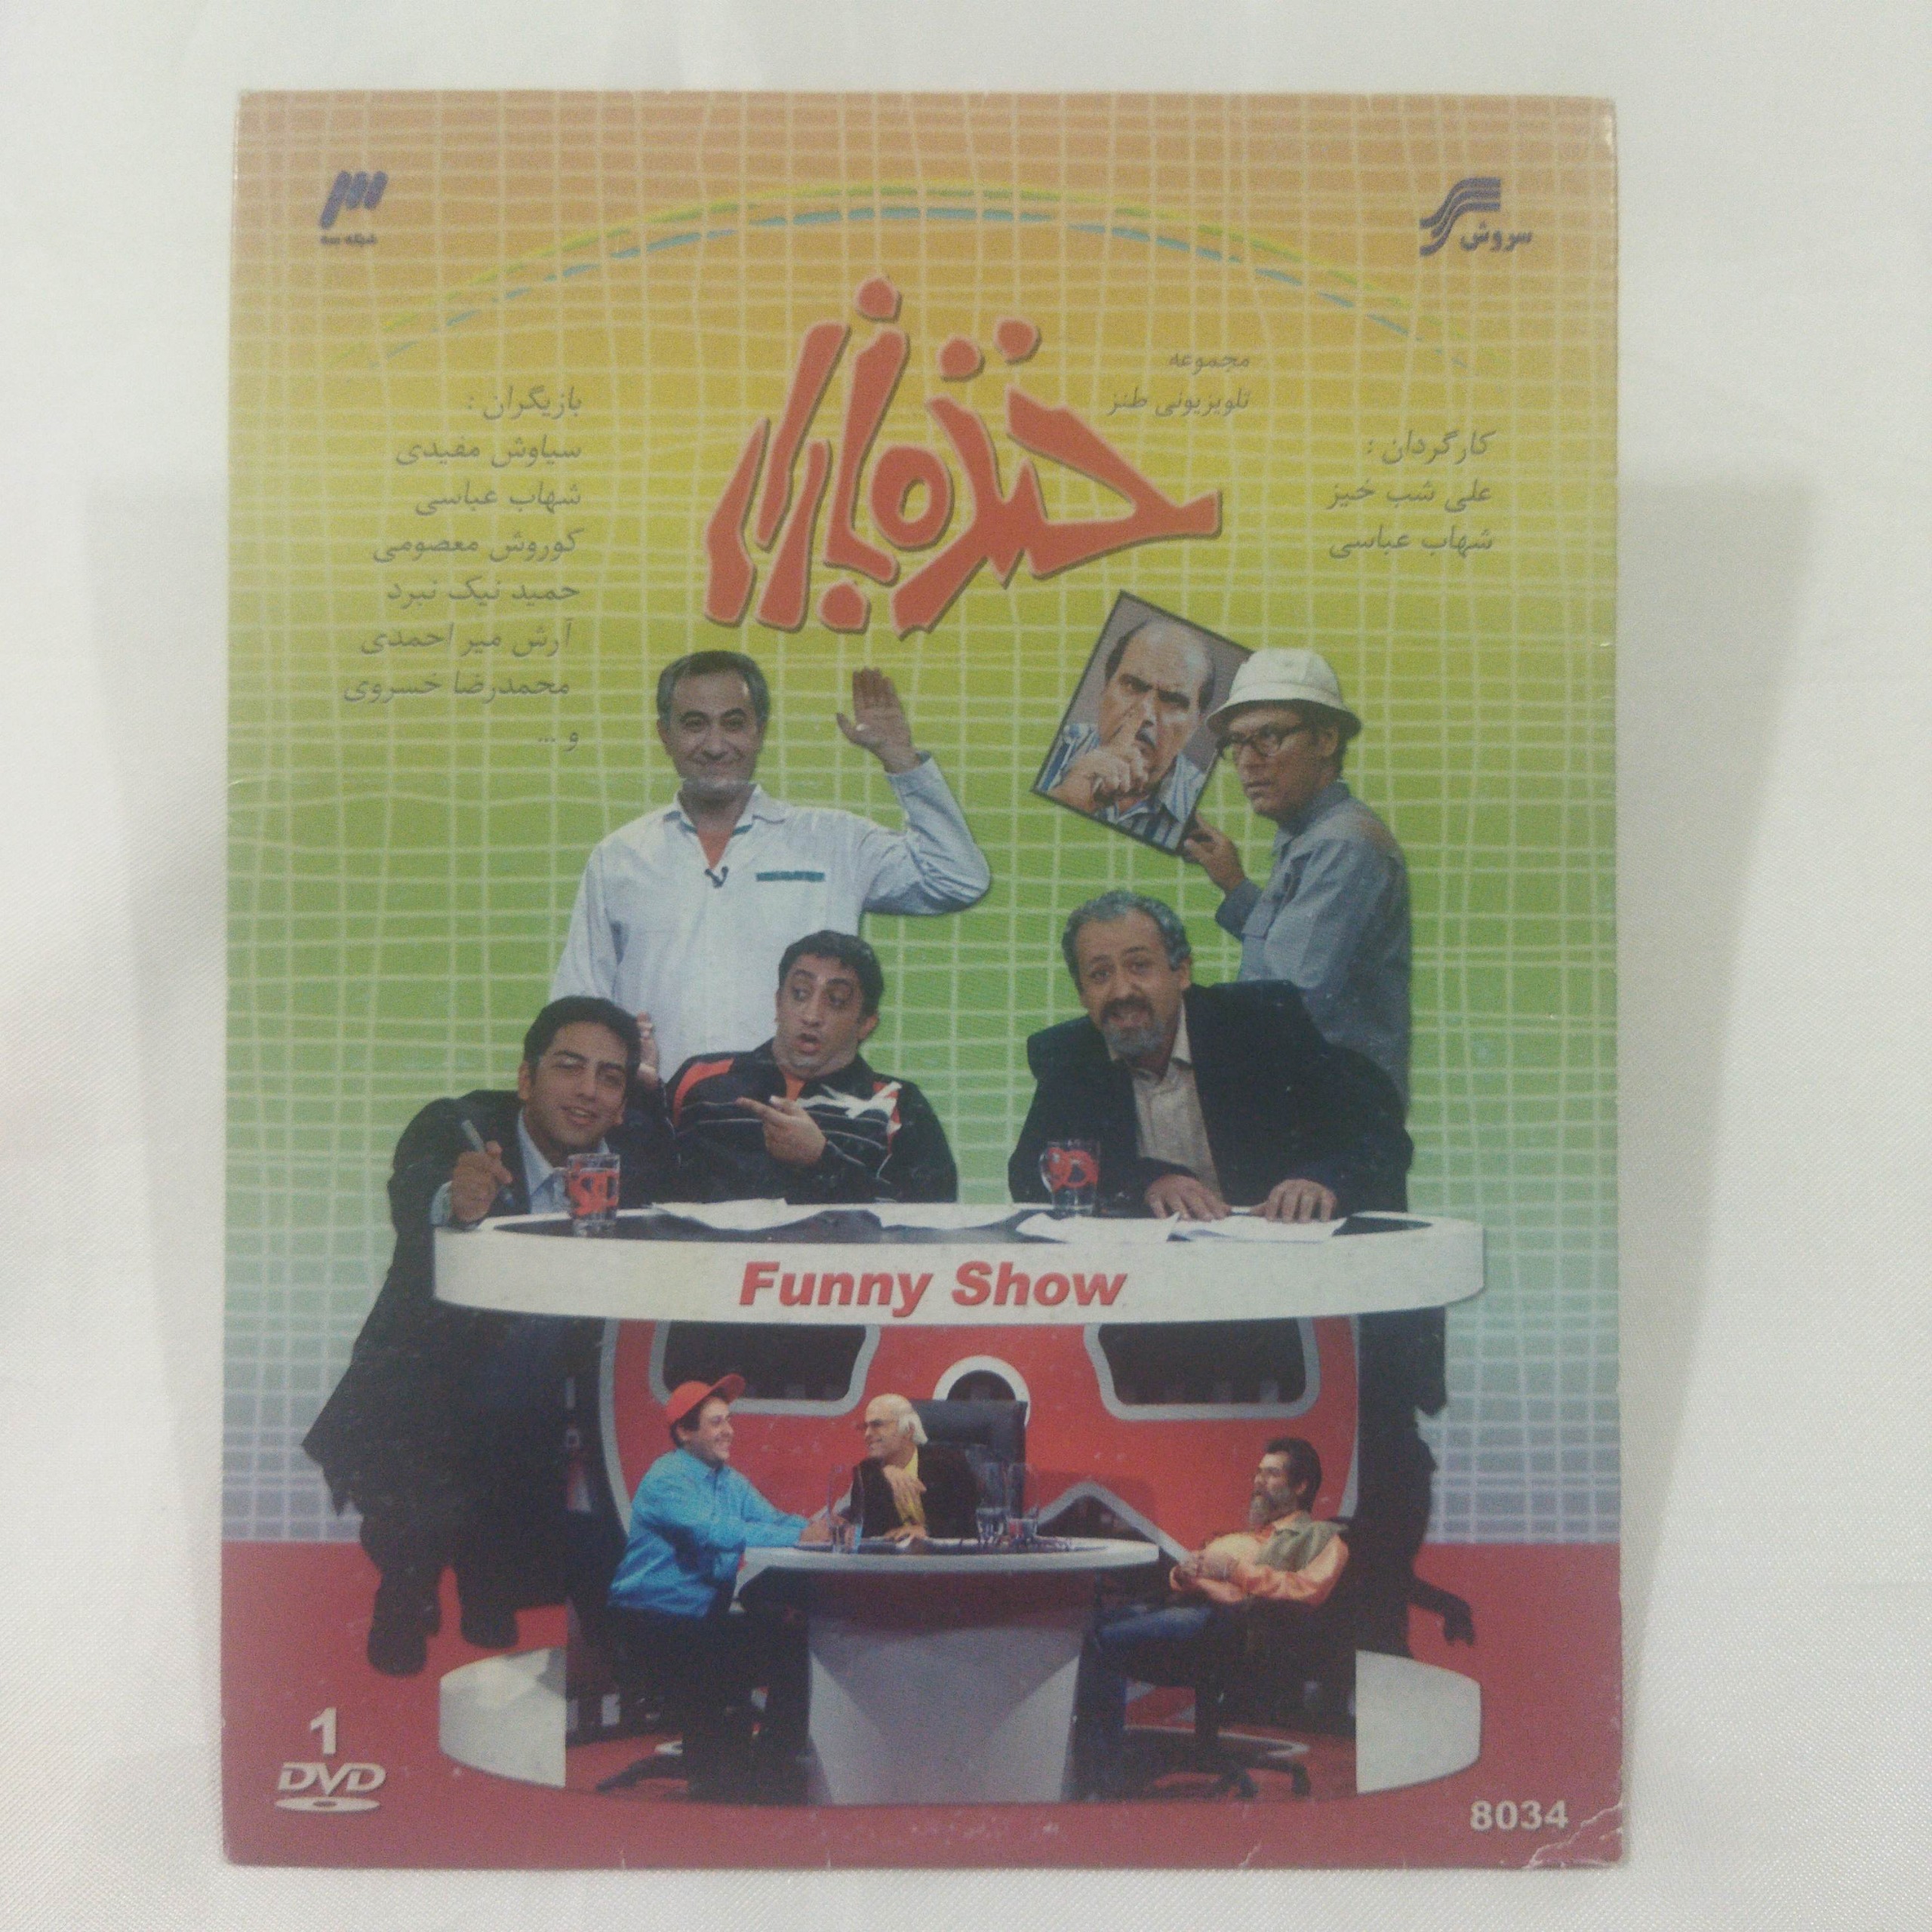 سروش
شبکه سه
خنده بازار
مجموعه
تلویزیونی طنز
کارگردان :
علی شب خیز
شهاب عباسی
بازیگران :
سیاوش مفیدی
شهاب عباسی
کوروش معصومی
حمید نیک نبرد
آرش میر احمدی
محمدرضا خسروی
و ...
Funny Show
1
DVD
8034